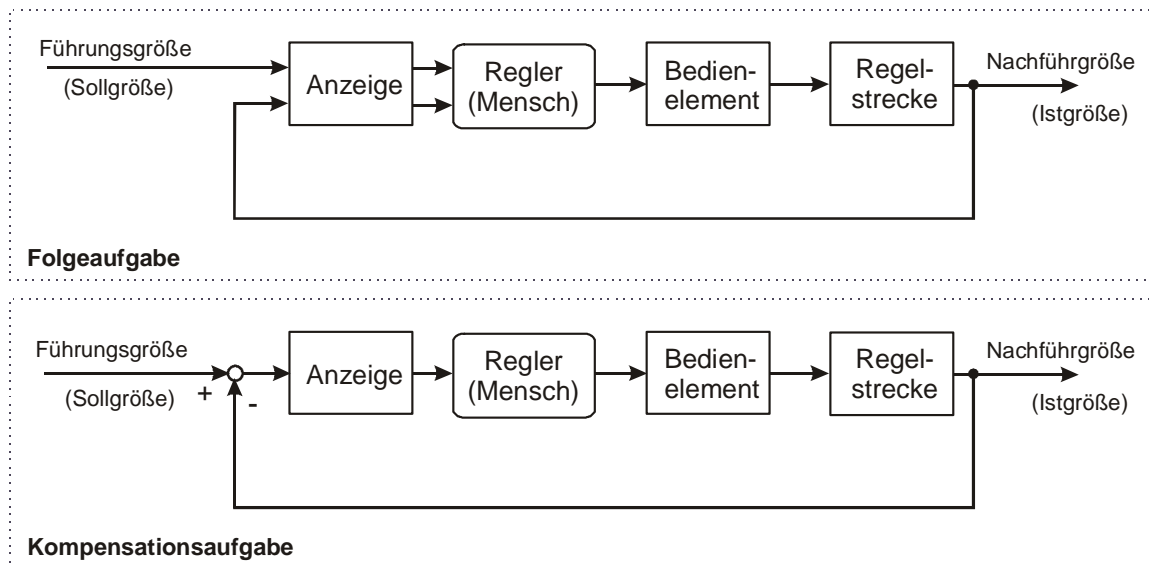 Führungsgröße
(Sollgröße)
Anzeige
Regler
(Mensch)
Bedien-
element
Regel-
strecke
Nachführgröße
(Istgröße)
Folgeaufgabe
Führungsgröße
(Sollgröße)
+
-
Anzeige
Regler
(Mensch)
Bedien-
element
Regel-
strecke
Nachführgröße
(Istgröße)
Kompensationsaufgabe